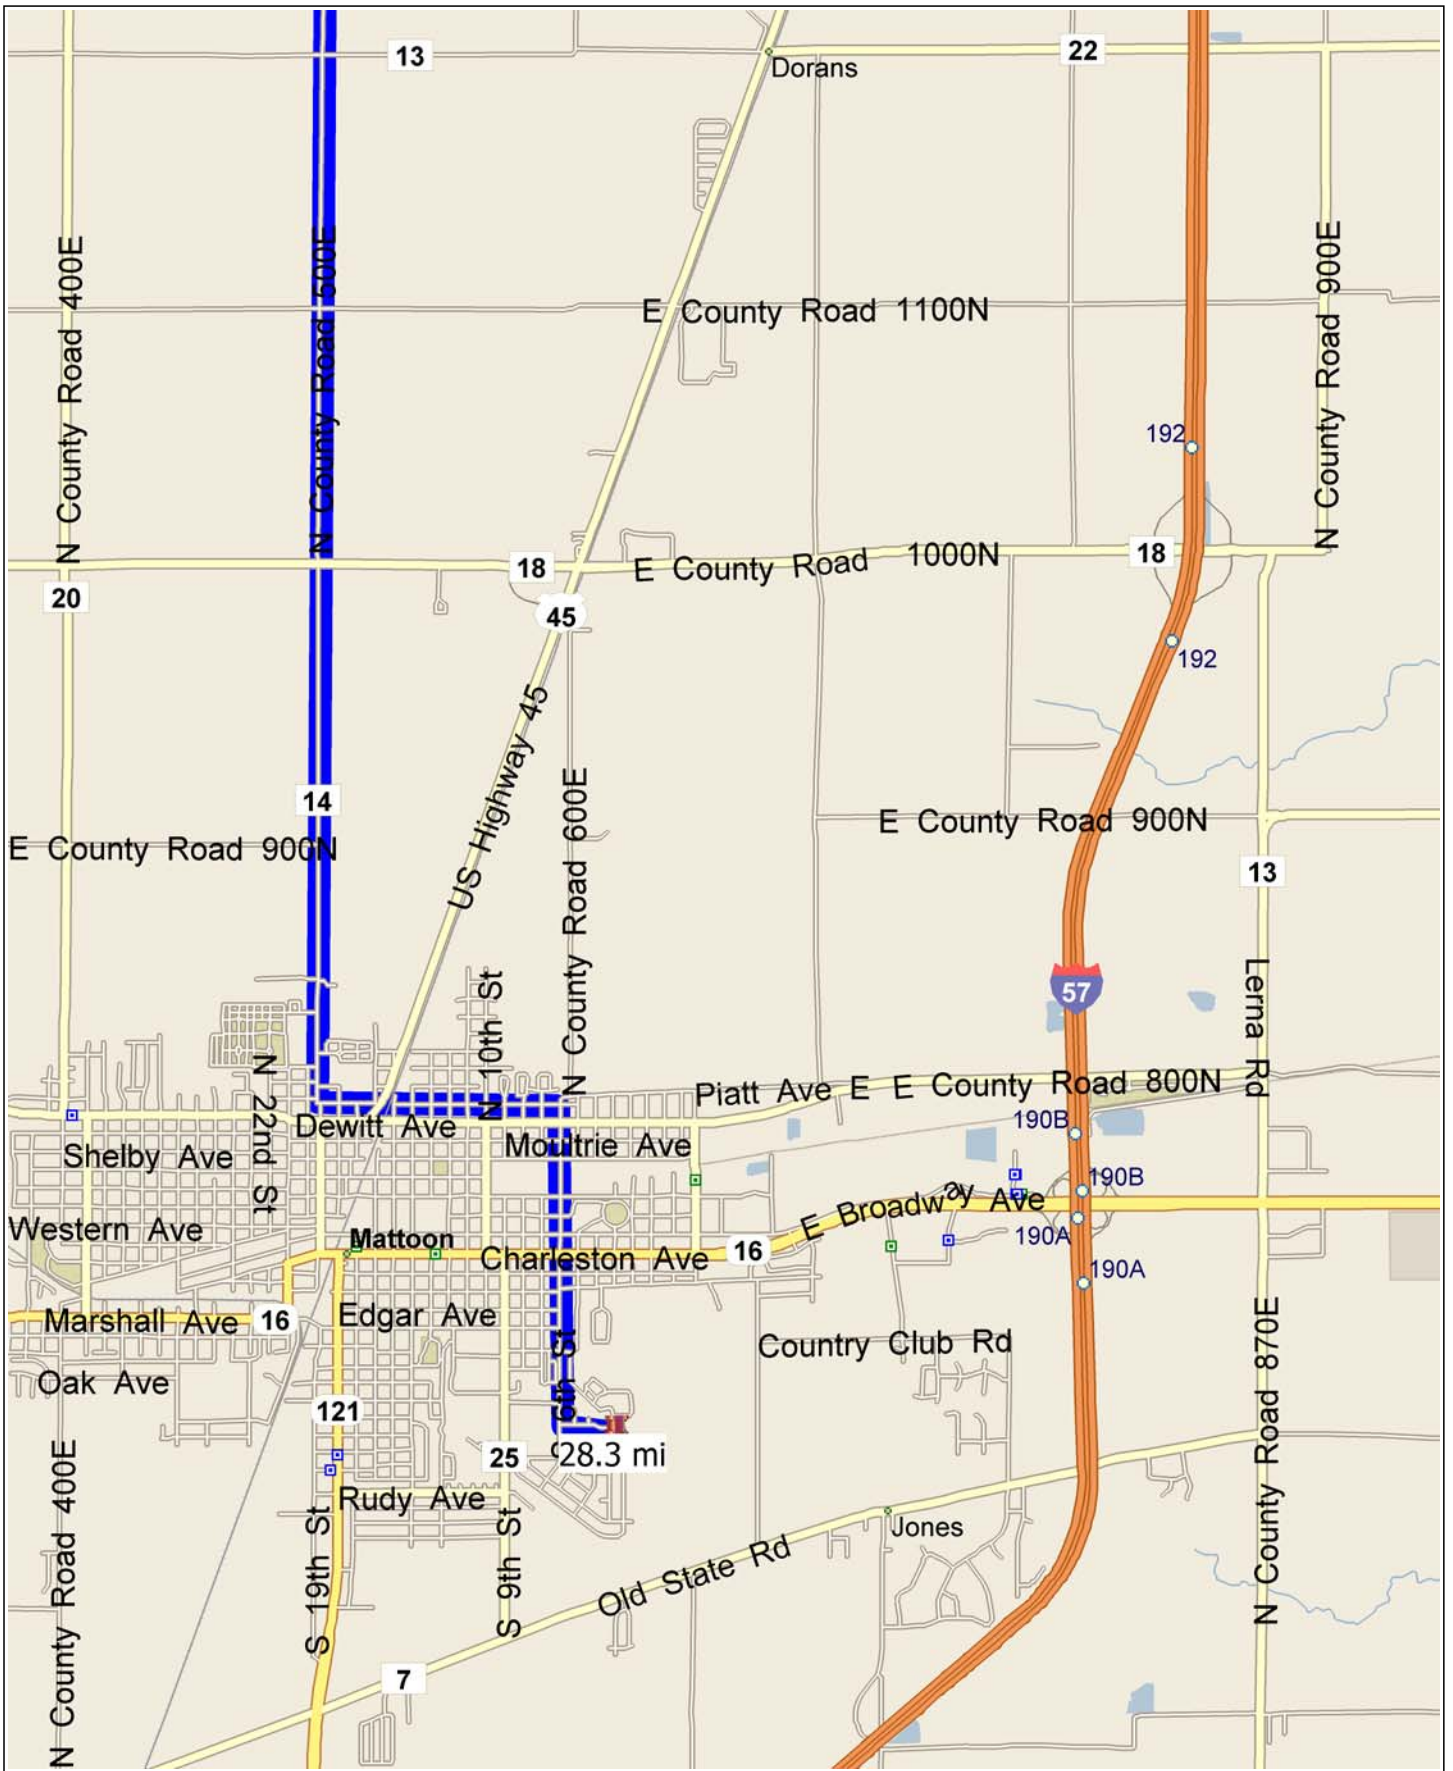 13
22
Dorans
N County Road 400E
N County Road 500E
N County Road 900E
E County Road 1100N
192
18
E County Road 1000N
18
20
45
192
US Highway 45
14
E County Road 900N
E County Road 900N
N County Road 600E
13
57
Lerna Rd
N 10th St
N 22nd St
Piatt Ave E
E County Road 800N
Dewitt Ave
190B
Moultrie Ave
Shelby Ave
190B
E Broadway Ave
Western Ave
Mattoon
190A
Charleston Ave
16
190A
Marshall Ave
16
Edgar Ave
Country Club Rd
S 6th St
N County Road 870E
Oak Ave
121
28.3 mi
25
N County Road 400E
Rudy Ave
S 19th St
S 9th St
Jones
Old State Rd
7